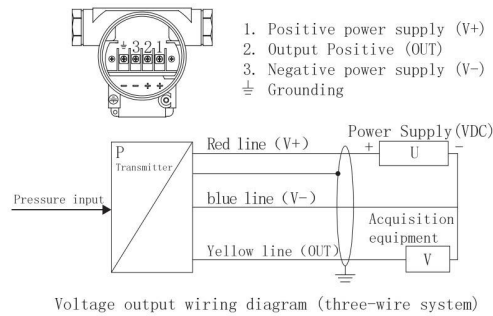 ⏚ 3 2 1
− − + +
1. Positive power supply (V+)
2. Output Positive (OUT)
3. Negative power supply (V-)
⏚ Grounding
Power Supply(VDC)
P
Transmitter
Red line (V+)
+ U −
Pressure input
blue line (V-)
Acquisition
equipment
Yellow line (OUT)
V
Voltage output wiring diagram (three-wire system)